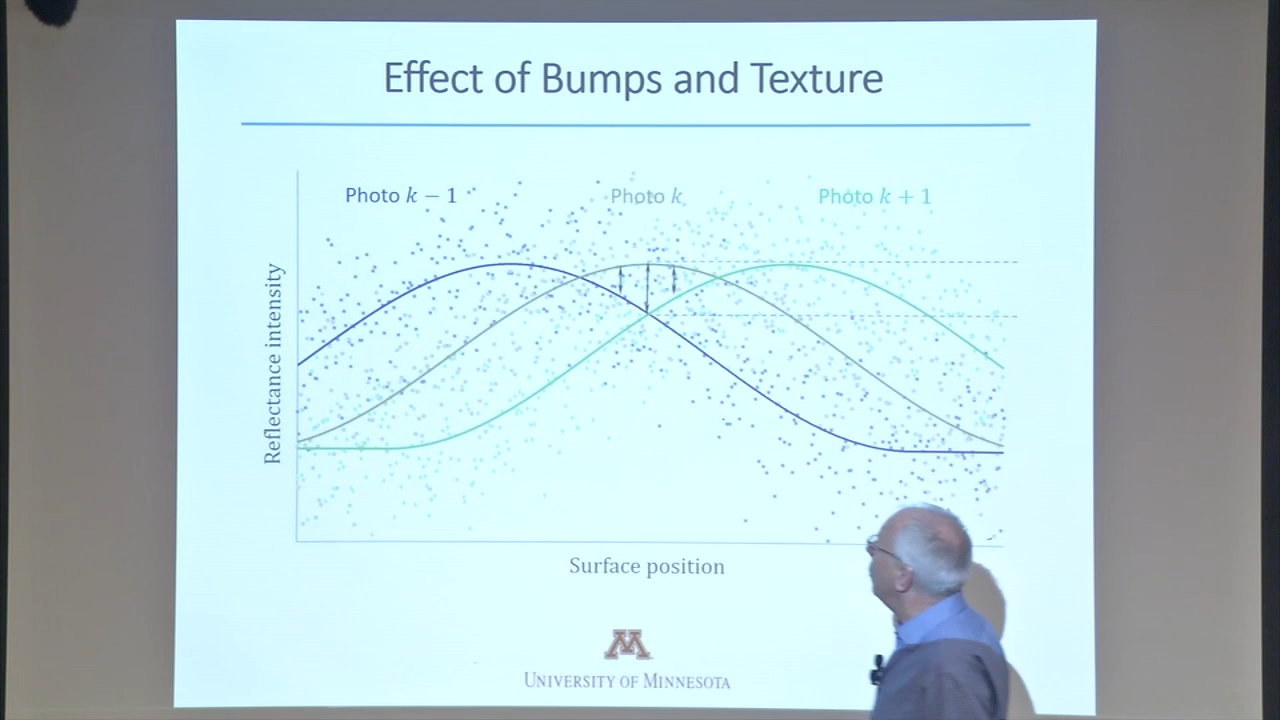 Effect of Bumps and Texture
Photo k − 1
Photo k
Photo k + 1
Reflectance intensity
Surface position
M
UNIVERSITY OF MINNESOTA